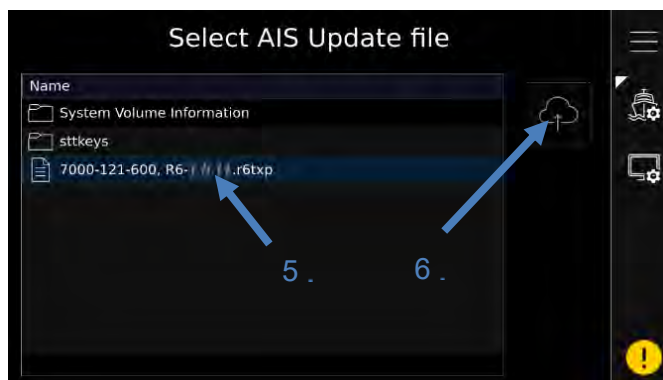 Select AIS Update file
Name
System Volume Information
sttkeys
7000-121-600, R6- .r6txp
5.
6.
!